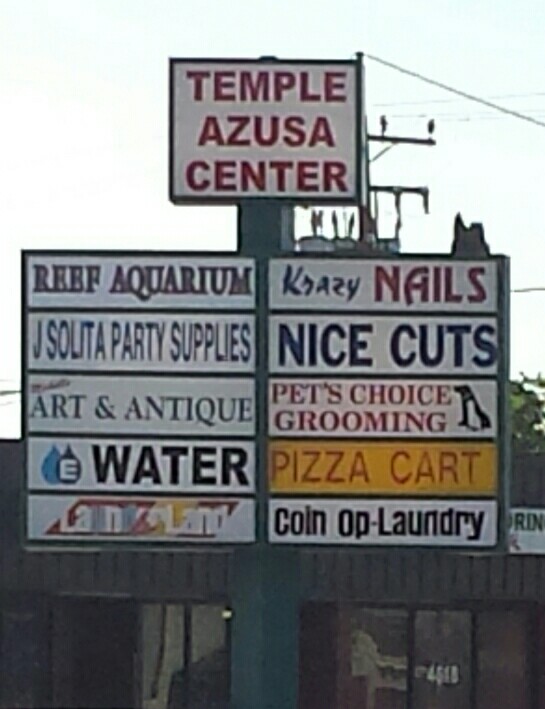 TEMPLE
AZUSA
CENTER
REEF AQUARIUM
J SOLITA PARTY SUPPLIES
ART & ANTIQUE
E WATER
Krazy NAILS
NICE CUTS
PET'S CHOICE
GROOMING
PIZZA CART
Coin Op-Laundry